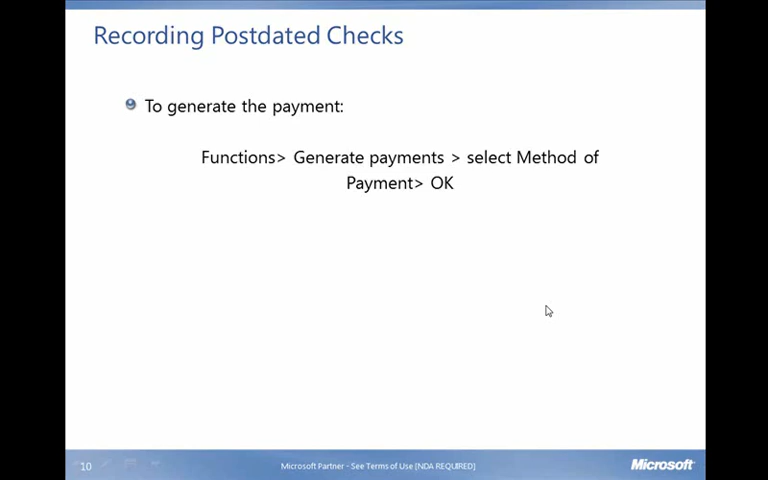 Recording Postdated Checks
To generate the payment:
Functions> Generate payments > select Method of
Payment> OK
10
Microsoft Partner - See Terms of Use [NDA REQUIRED]
Microsoft